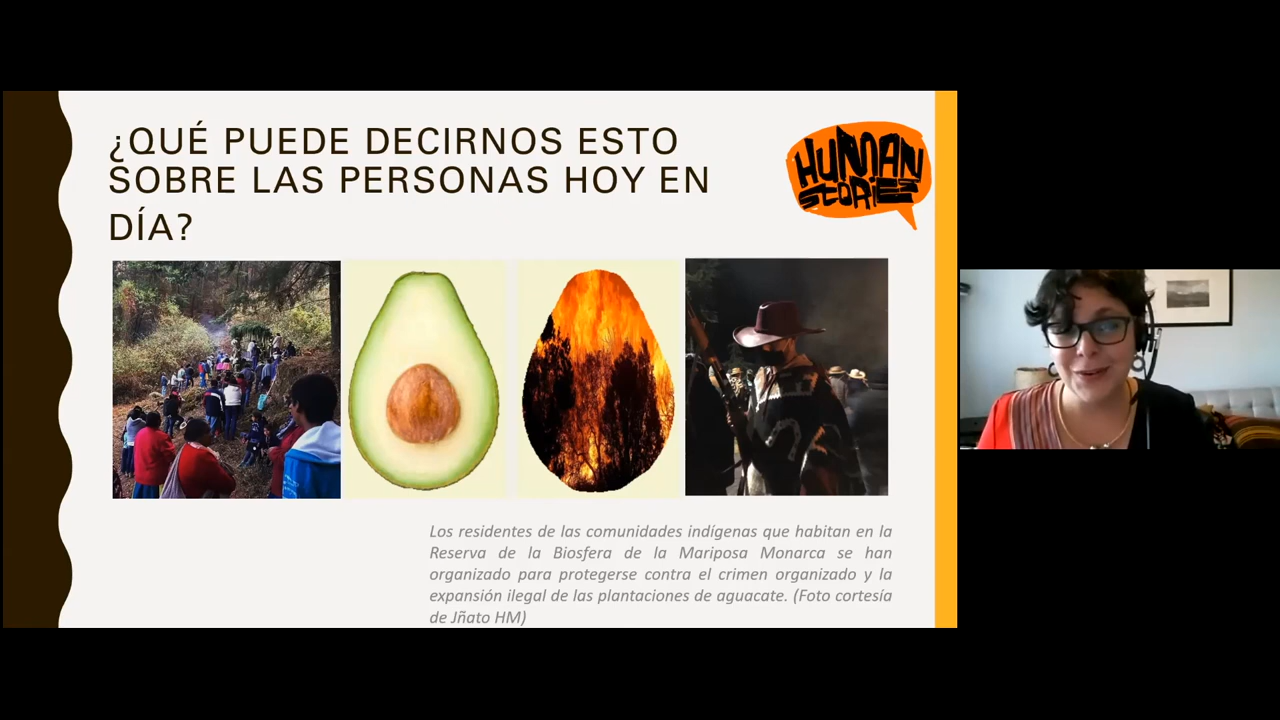 ¿QUÉ PUEDE DECIRNOS ESTO
SOBRE LAS PERSONAS HOY EN
DÍA?
HUMAN
STORIES
Los residentes de las comunidades indígenas que habitan en la
Reserva de la Biosfera de la Mariposa Monarca se han
organizado para protegerse contra el crimen organizado y la
expansión ilegal de las plantaciones de aguacate. (Foto cortesía
de Jñato HM)